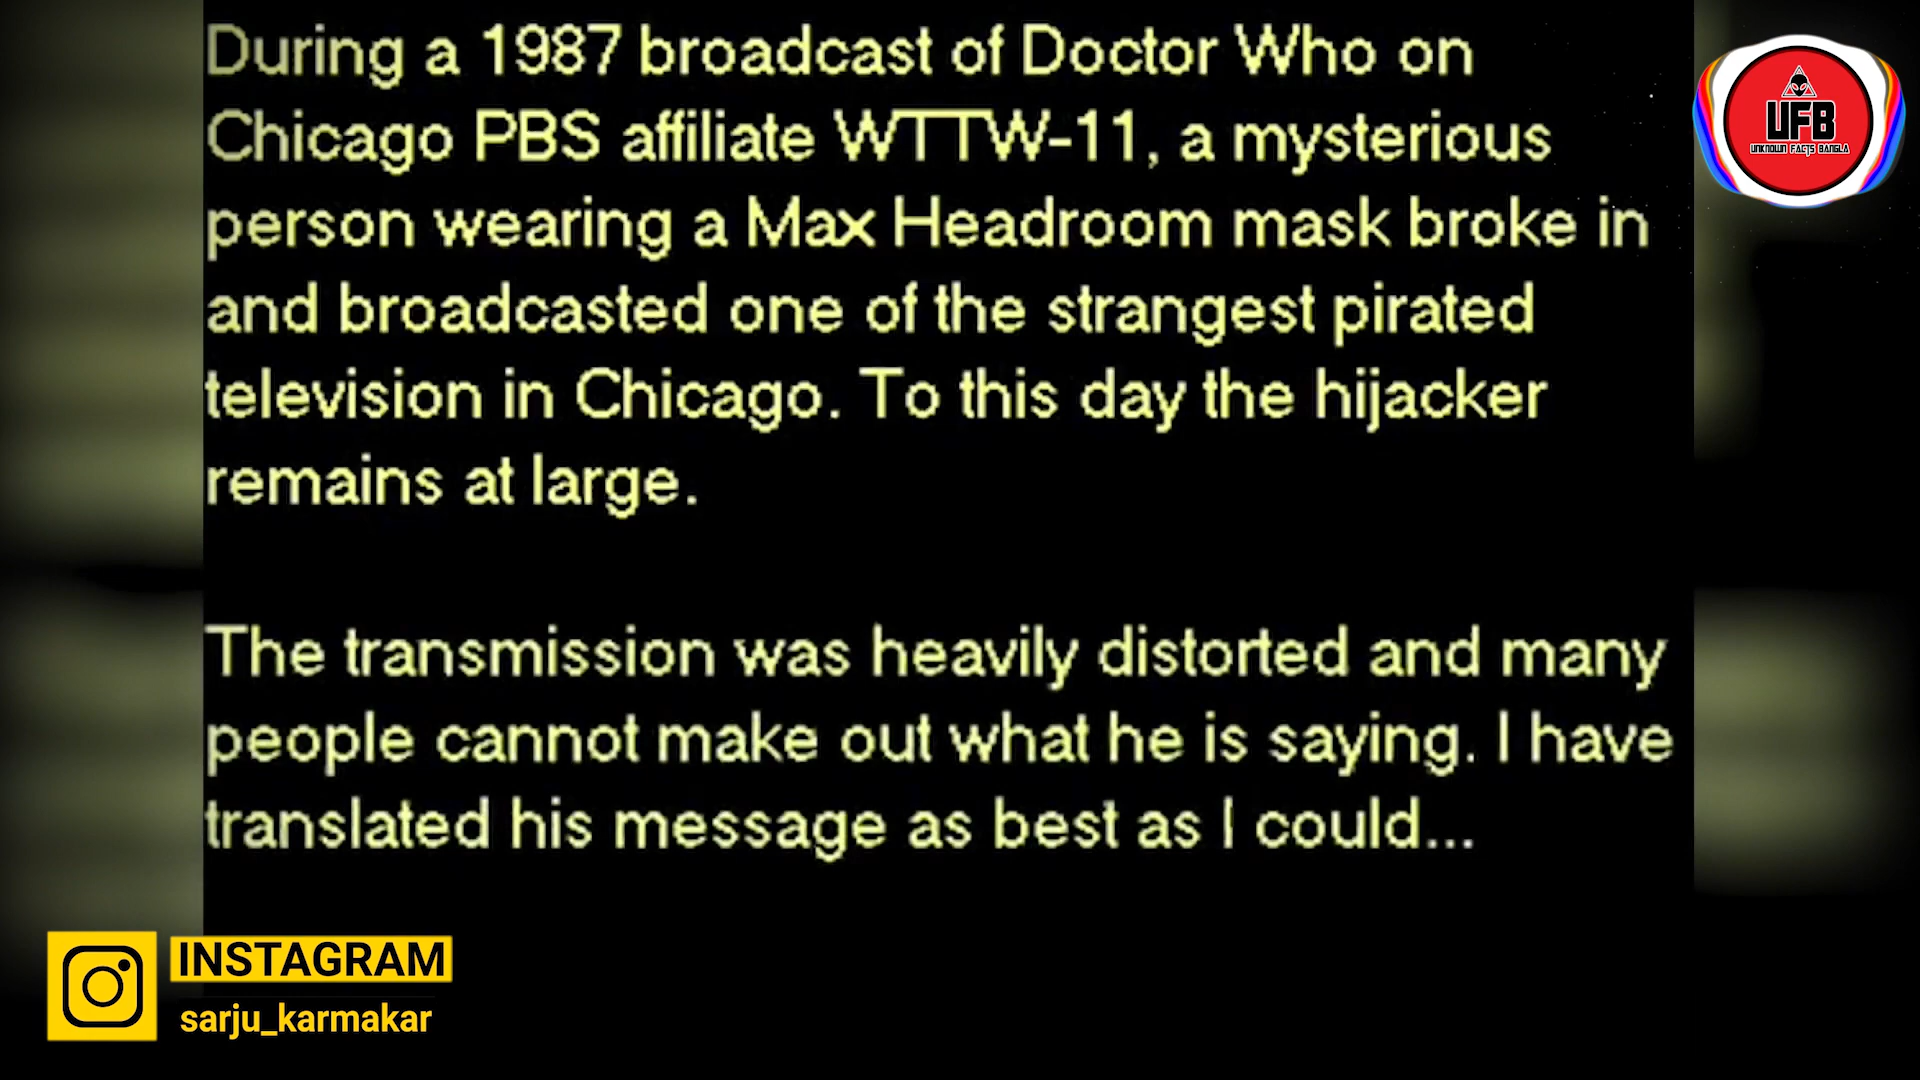 During a 1987 broadcast of Doctor Who on
Chicago PBS affiliate WTTW-11, a mysterious
person wearing a Max Headroom mask broke in
and broadcasted one of the strangest pirated
television in Chicago. To this day the hijacker
remains at large.
The transmission was heavily distorted and many
people cannot make out what he is saying. I have
translated his message as best as I could...
UFB
UNKNOWN FACTS BANGLA
INSTAGRAM
sarju_karmakar